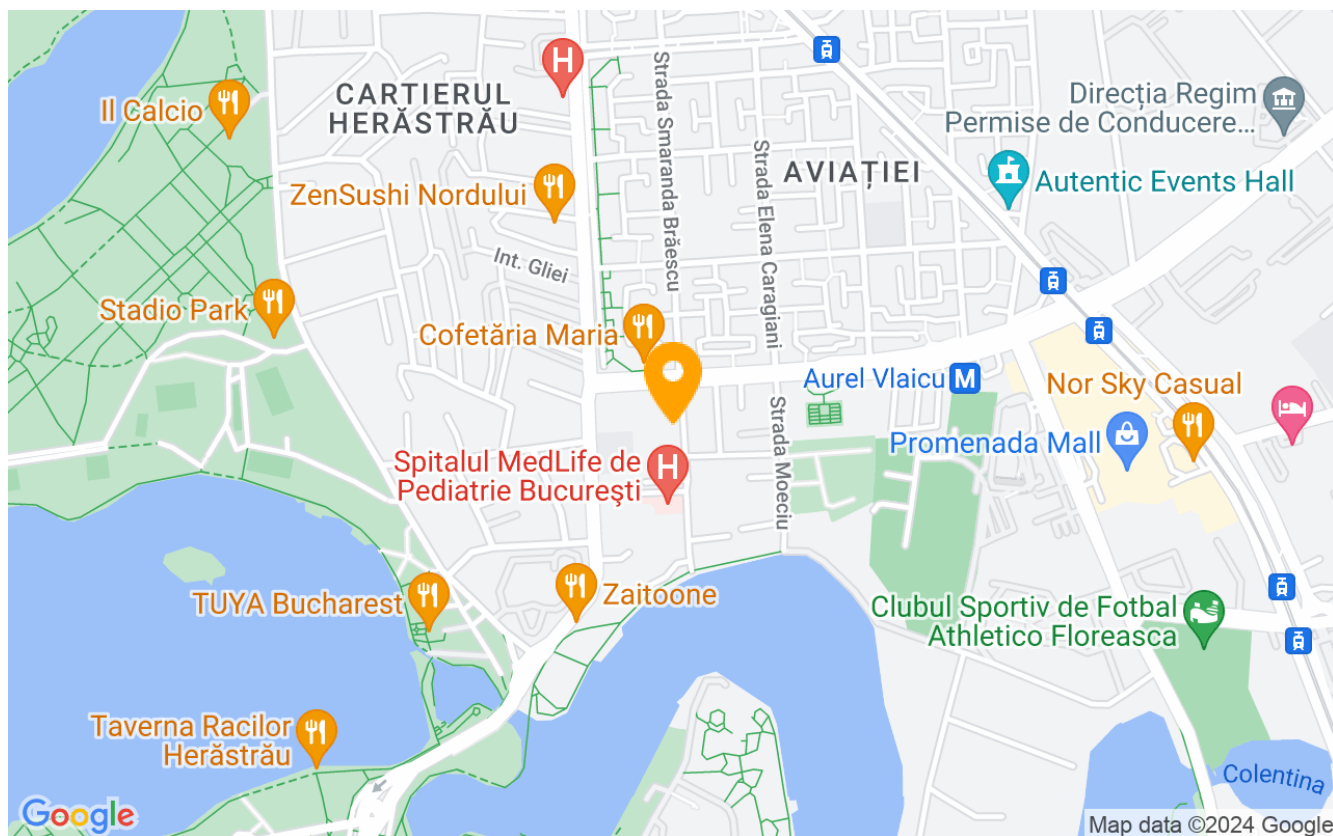 Il Calcio
CARTIERUL
HERĂSTRĂU
H
Strada Smaranda Brăescu
Strada Elena Caragiani
AVIAȚIEI
Direcția Regim
Permise de Conducere...
Autentic Events Hall
ZenSushi Nordului
Int. Gliei
Stadio Park
Cofetăria Maria
Aurel Vlaicu M
Nor Sky Casual
Promenada Mall
Strada Moeciu
Spitalul MedLife de
Pediatrie Bucureşti
H
TUYA Bucharest
Zaitoone
Clubul Sportiv de Fotbal
Athletico Floreasca
Taverna Racilor
Herăstrău
Colentina
Google
Map data ©2024 Google